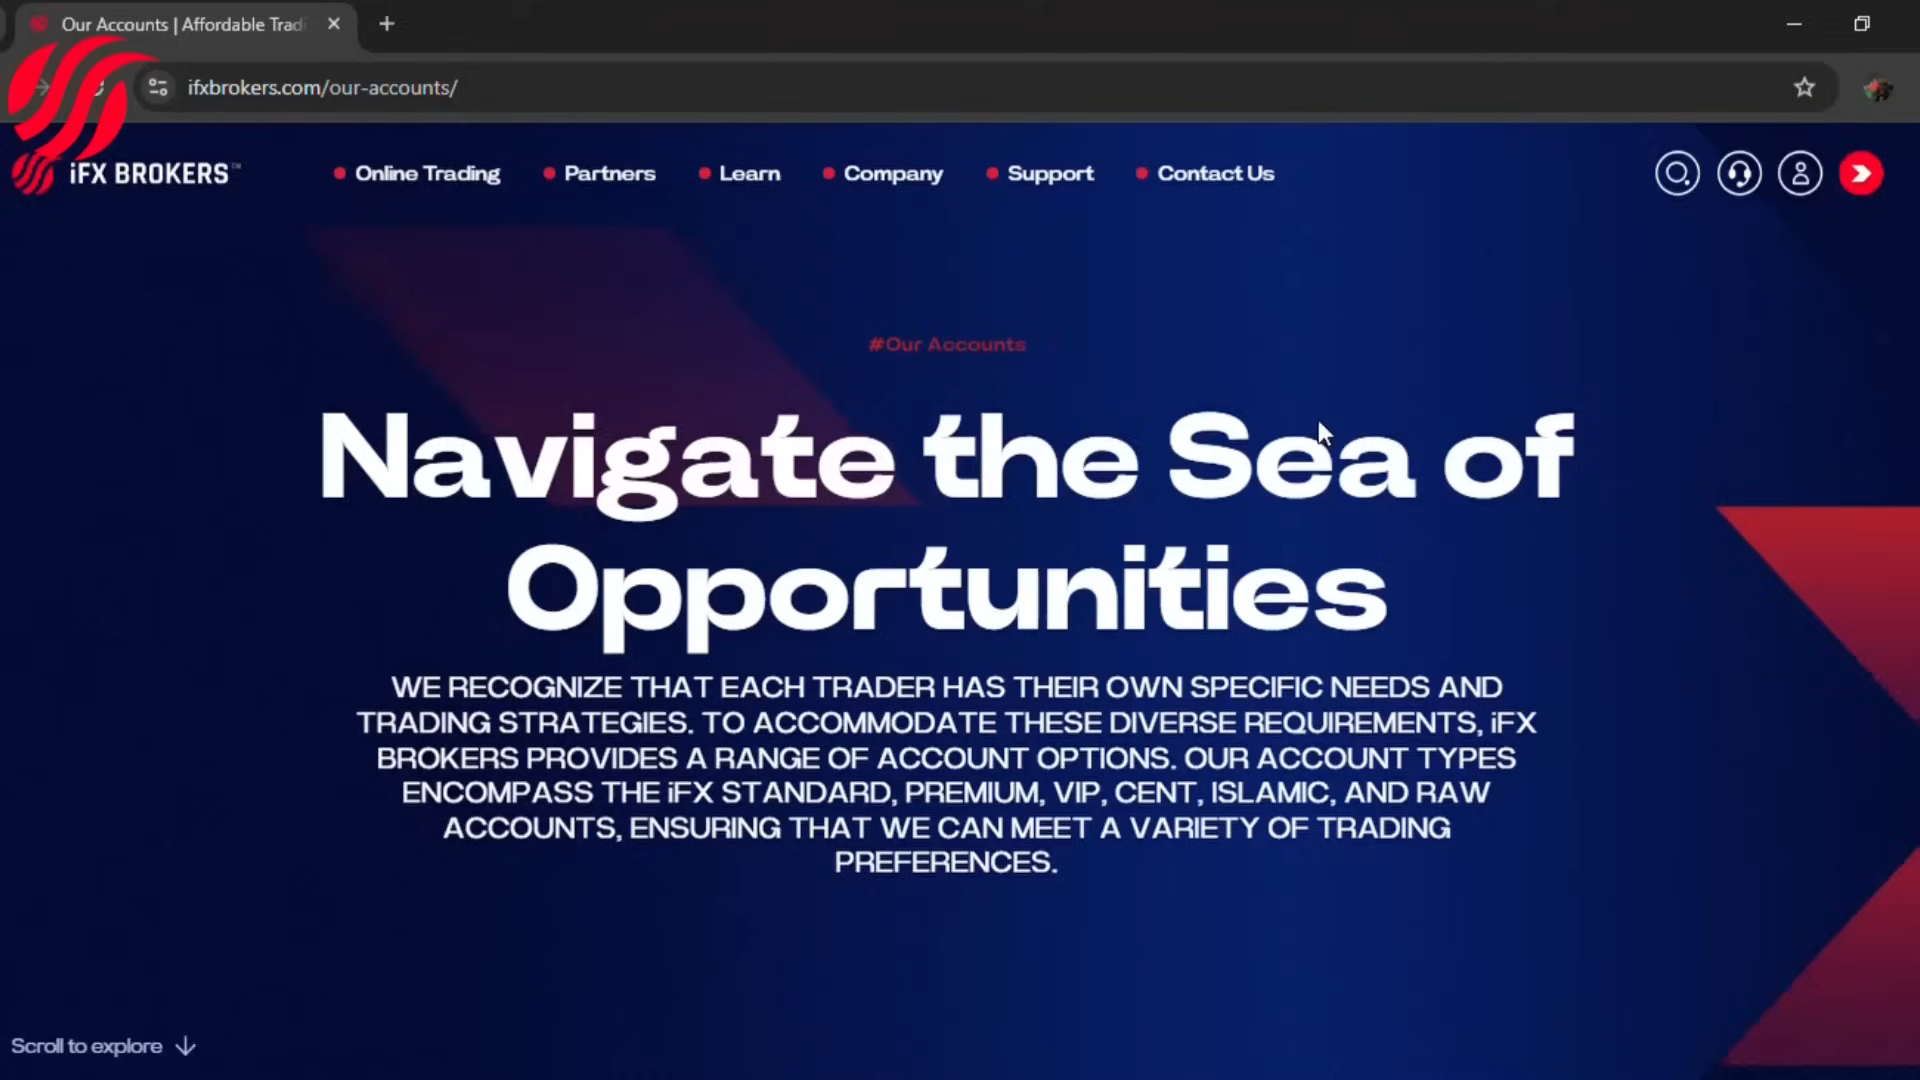 Our Accounts | Affordable Tradi
ifxbrokers.com/our-accounts/
iFX BROKERS™
Online Trading
Partners
Learn
Company
Support
Contact Us
#Our Accounts
Navigate the Sea of
Opportunities
WE RECOGNIZE THAT EACH TRADER HAS THEIR OWN SPECIFIC NEEDS AND
TRADING STRATEGIES. TO ACCOMMODATE THESE DIVERSE REQUIREMENTS, iFX
BROKERS PROVIDES A RANGE OF ACCOUNT OPTIONS. OUR ACCOUNT TYPES
ENCOMPASS THE iFX STANDARD, PREMIUM, VIP, CENT, ISLAMIC, AND RAW
ACCOUNTS, ENSURING THAT WE CAN MEET A VARIETY OF TRADING
PREFERENCES.
Scroll to explore